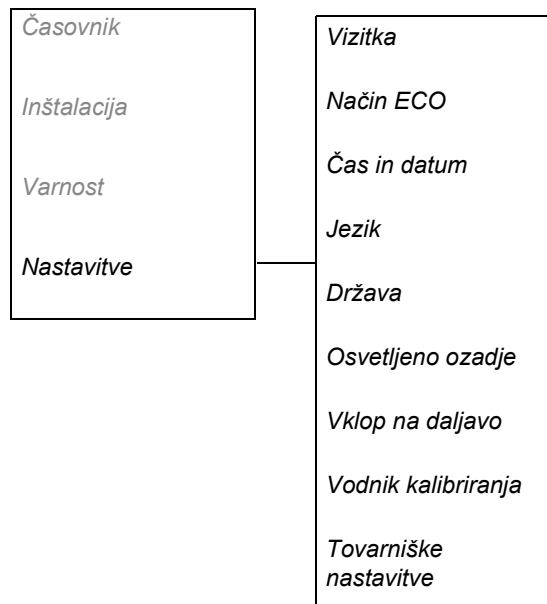 Časovnik
Inštalacija
Varnost
Nastavitve
Vizitka
Način ECO
Čas in datum
Jezik
Država
Osvetljeno ozadje
Vklop na daljavo
Vodnik kalibriranja
Tovarniške
nastavitve